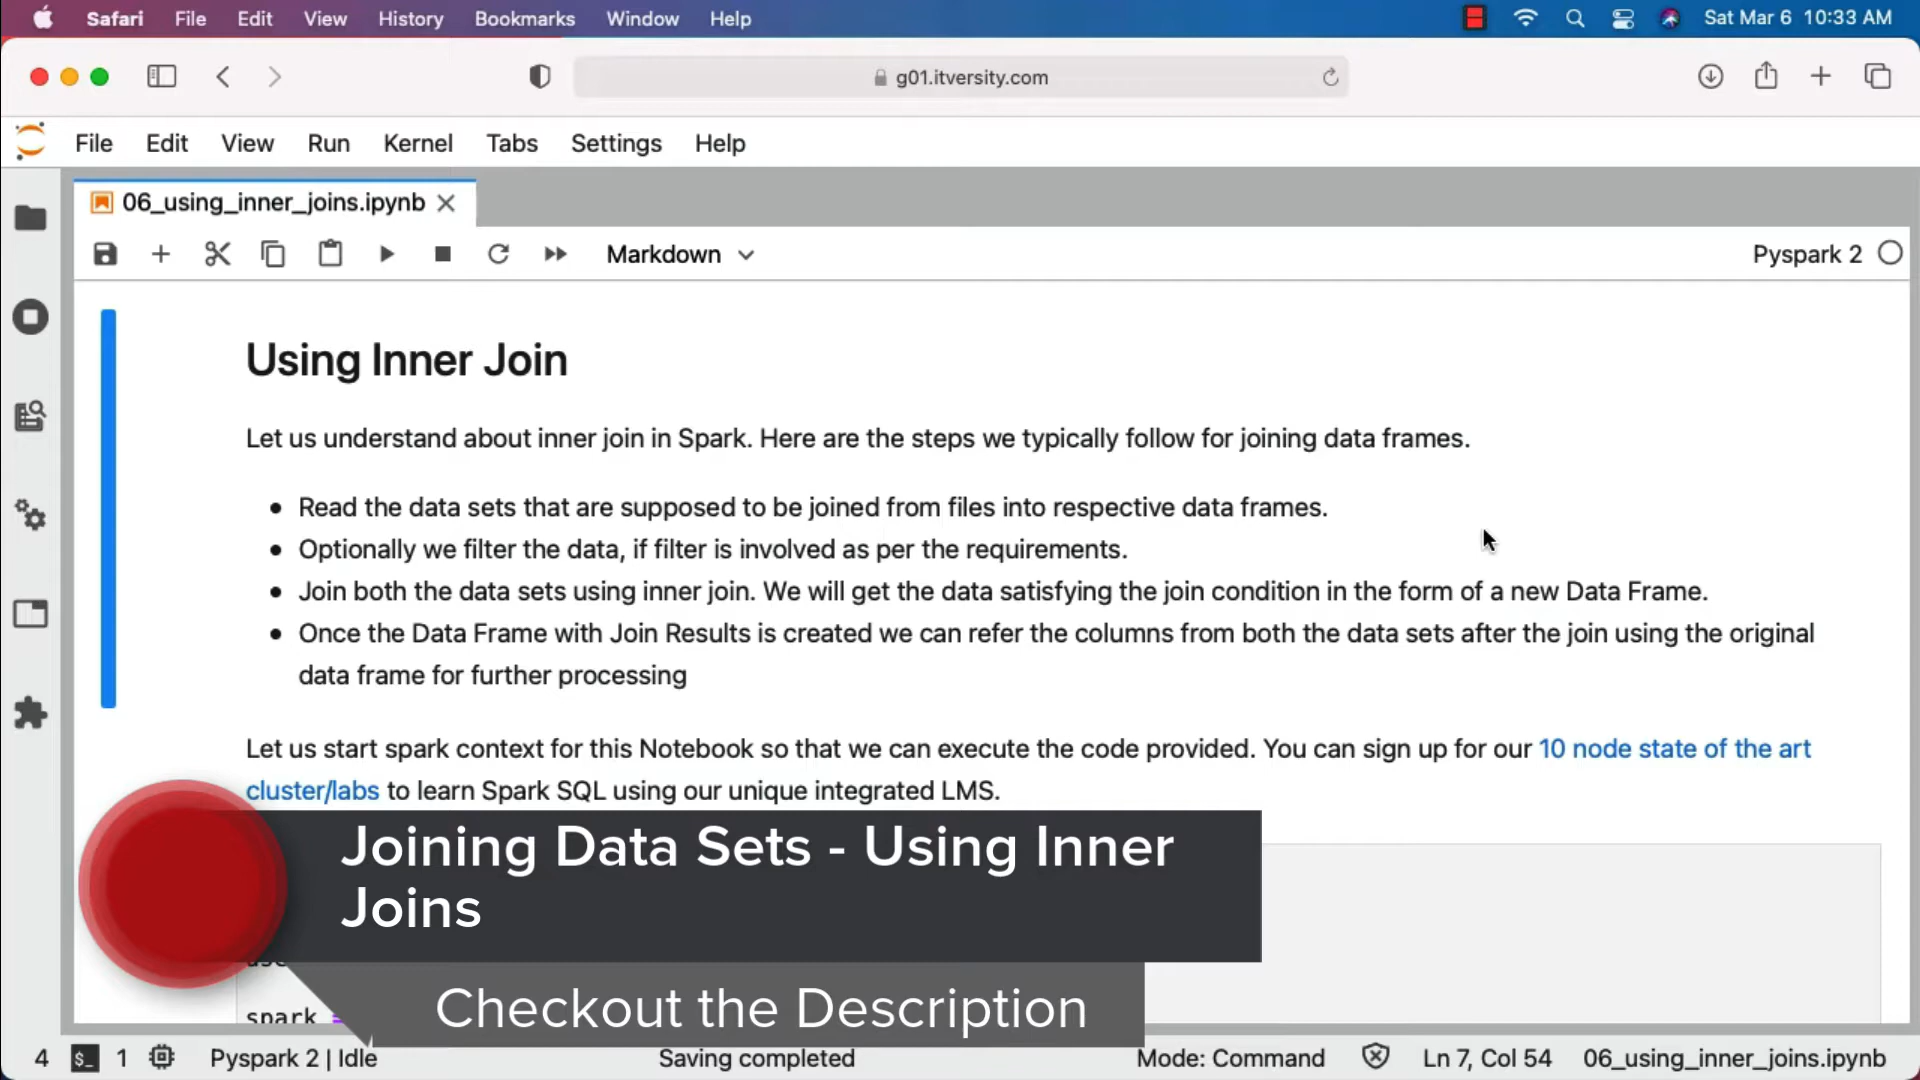 Safari File Edit View History Bookmarks Window Help Sat Mar 6 10:33 AM
g01.itversity.com
File Edit View Run Kernel Tabs Settings Help
06_using_inner_joins.ipynb
Markdown Pyspark 2
Using Inner Join
Let us understand about inner join in Spark. Here are the steps we typically follow for joining data frames.
• Read the data sets that are supposed to be joined from files into respective data frames.
• Optionally we filter the data, if filter is involved as per the requirements.
• Join both the data sets using inner join. We will get the data satisfying the join condition in the form of a new Data Frame.
• Once the Data Frame with Join Results is created we can refer the columns from both the data sets after the join using the original
data frame for further processing
Let us start spark context for this Notebook so that we can execute the code provided. You can sign up for our 10 node state of the art
cluster/labs to learn Spark SQL using our unique integrated LMS.
Joining Data Sets - Using Inner
Joins
Checkout the Description
spark =
4 $_ 1 Pyspark 2 | Idle Saving completed Mode: Command Ln 7, Col 54 06_using_inner_joins.ipynb